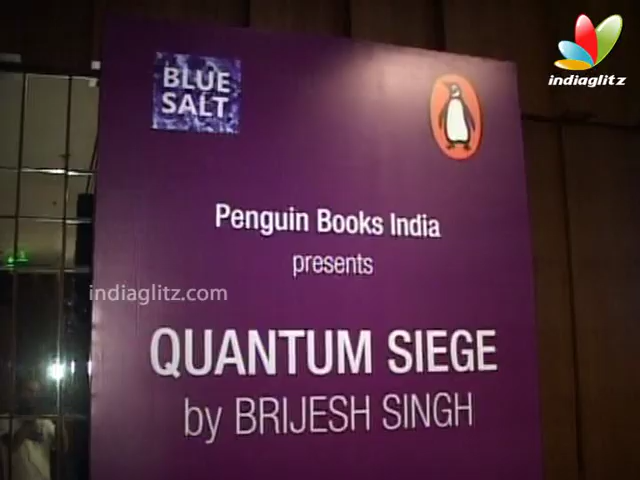 indiaglitz
BLUE
SALT
Penguin Books India
presents
indiaglitz.com
QUANTUM SIEGE
by BRIJESH SINGH